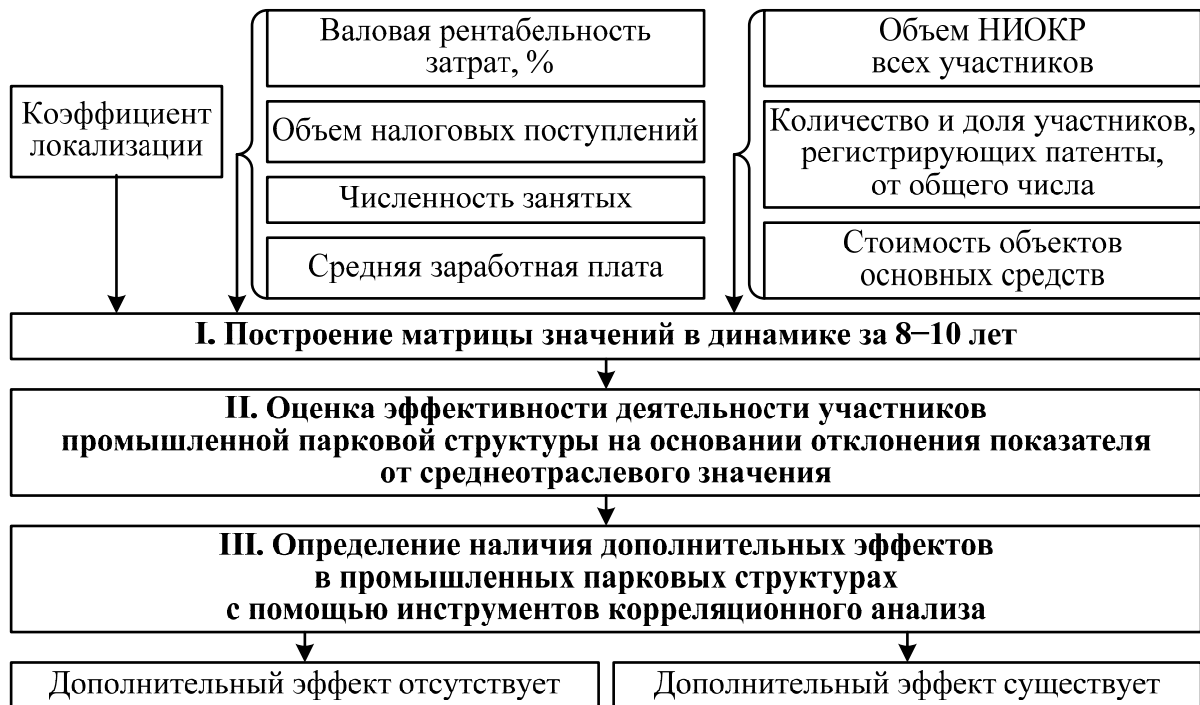 Коэффициент
локализации
Валовая рентабельность
затрат, %
Объем налоговых поступлений
Численность занятых
Средняя заработная плата
Объем НИОКР
всех участников
Количество и доля участников,
регистрирующих патенты,
от общего числа
Стоимость объектов
основных средств
I. Построение матрицы значений в динамике за 8–10 лет
II. Оценка эффективности деятельности участников
промышленной парковой структуры на основании отклонения показателя
от среднеотраслевого значения
III. Определение наличия дополнительных эффектов
в промышленных парковых структурах
с помощью инструментов корреляционного анализа
Дополнительный эффект отсутствует
Дополнительный эффект существует